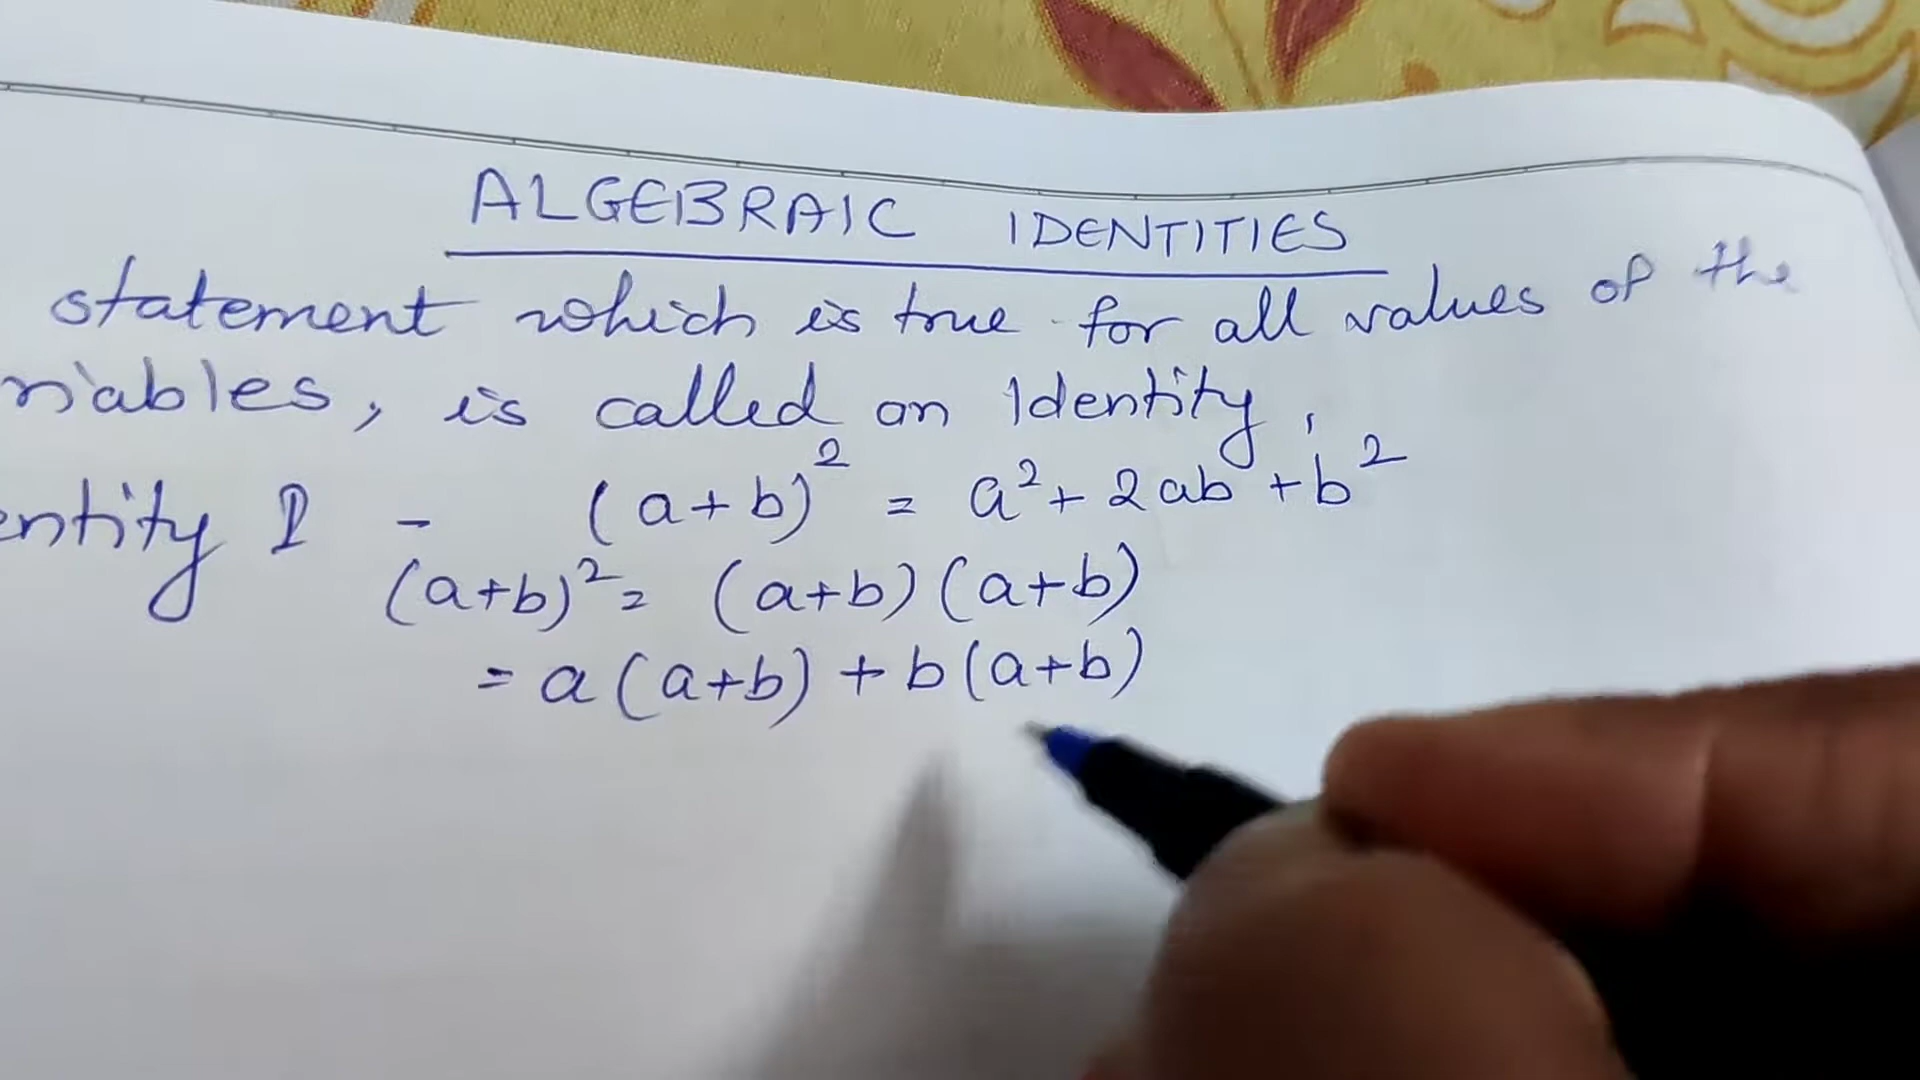 ALGEBRAIC IDENTITIES
statement which is true for all values of the
riables, is called an Identity.
entity I - (a+b)² = a² + 2ab + b²
(a+b)² = (a+b) (a+b)
= a(a+b) + b(a+b)